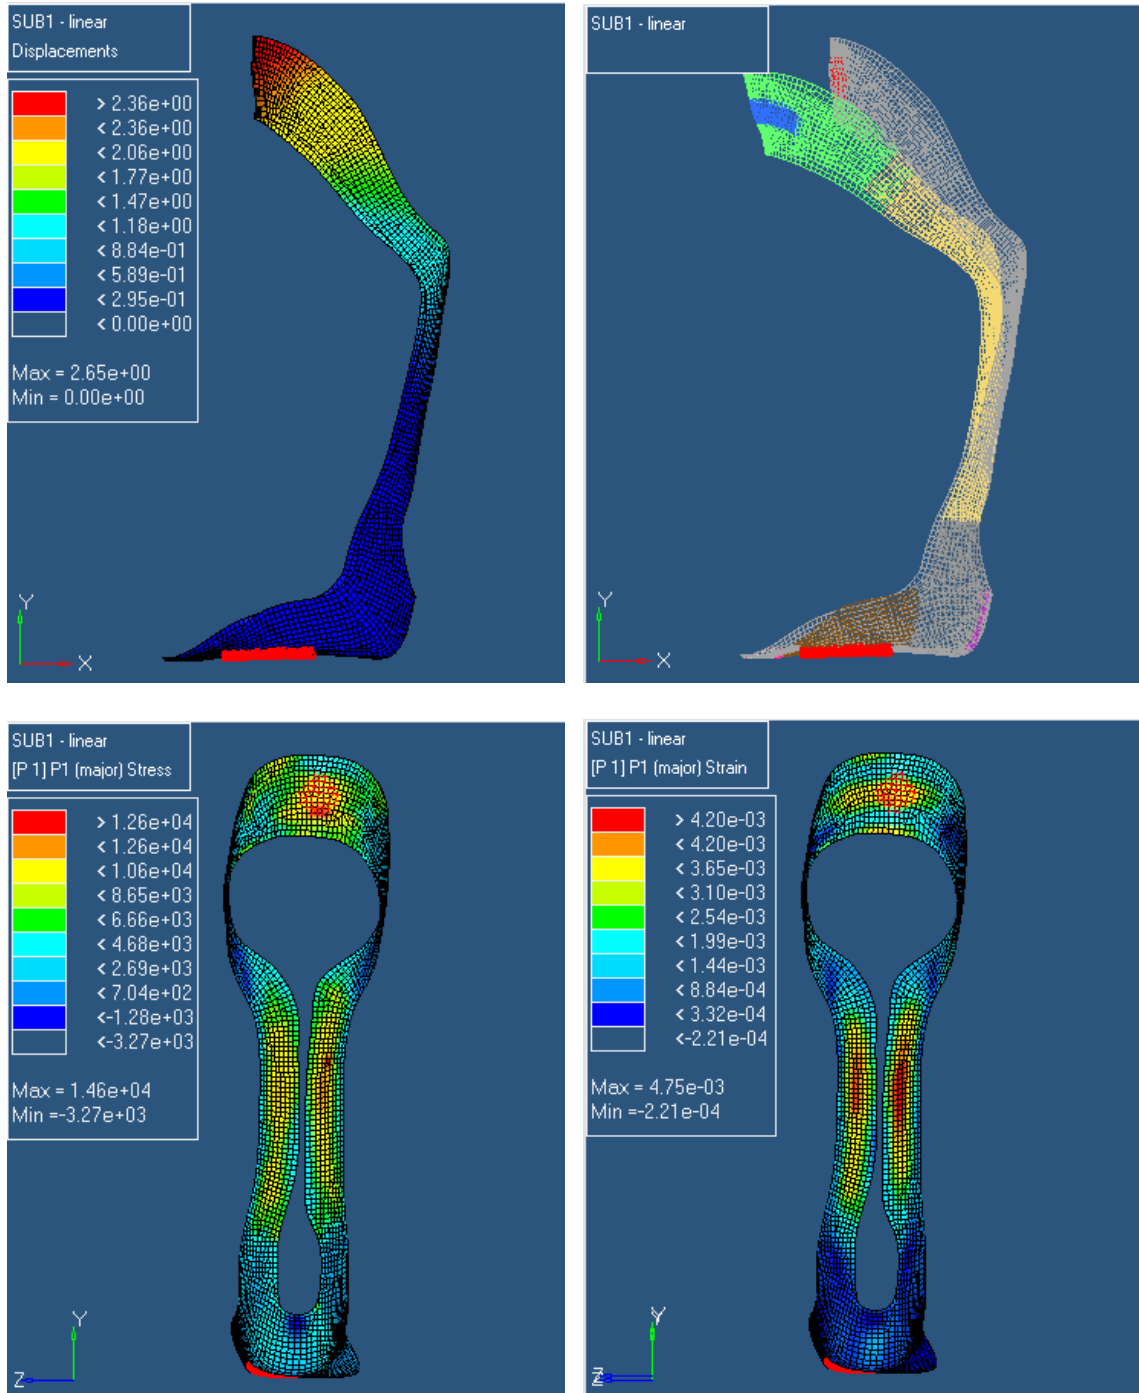 SUB1 - linear
Displacements
> 2.36e+00
< 2.36e+00
< 2.06e+00
< 1.77e+00
< 1.47e+00
< 1.18e+00
< 8.84e-01
< 5.89e-01
< 2.95e-01
< 0.00e+00
Max = 2.65e+00
Min = 0.00e+00
Y
X
SUB1 - linear
Y
X
SUB1 - linear
[P 1] P1 (major) Stress
> 1.26e+04
< 1.26e+04
< 1.06e+04
< 8.65e+03
< 6.66e+03
< 4.68e+03
< 2.69e+03
< 7.04e+02
<-1.28e+03
<-3.27e+03
Max = 1.46e+04
Min =-3.27e+03
Y
Z
SUB1 - linear
[P 1] P1 (major) Strain
> 4.20e-03
< 4.20e-03
< 3.65e-03
< 3.10e-03
< 2.54e-03
< 1.99e-03
< 1.44e-03
< 8.84e-04
< 3.32e-04
<-2.21e-04
Max = 4.75e-03
Min =-2.21e-04
Y
Z